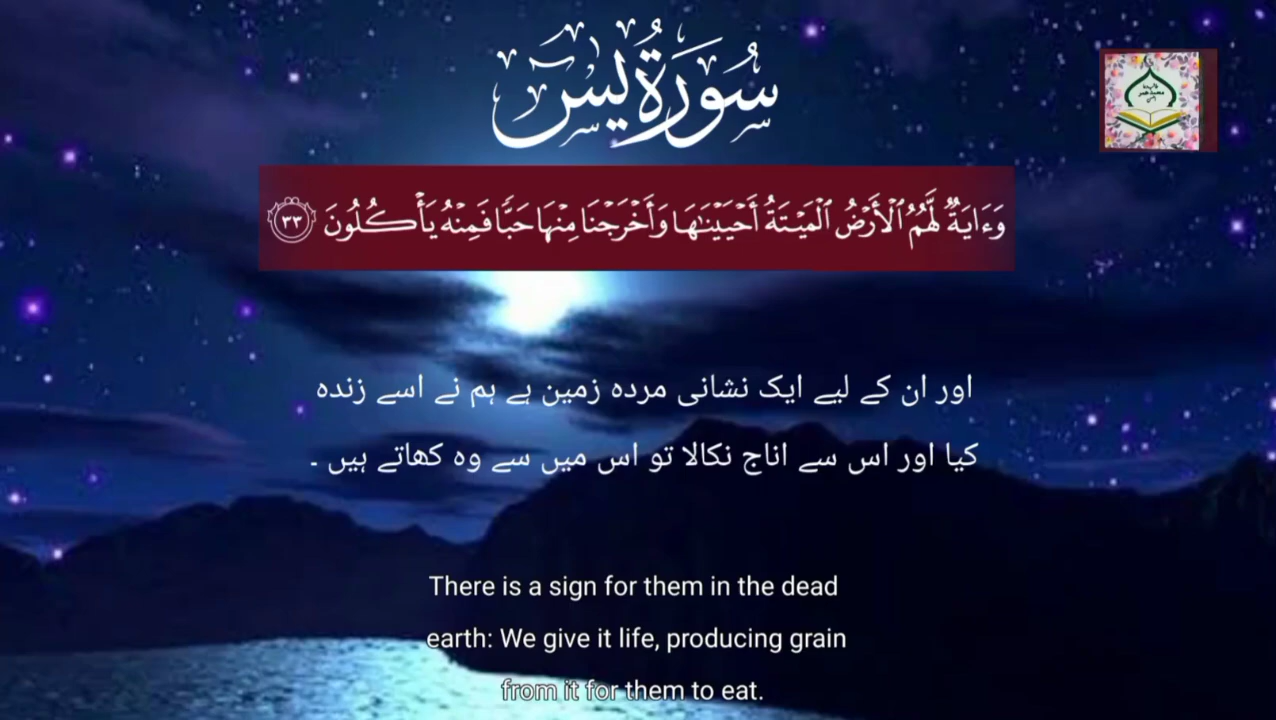 سُورَةُ يسٓ
وَءَايَةٌ لَّهُمُ ٱلْأَرْضُ ٱلْمَيْتَةُ أَحْيَيْنَٰهَا وَأَخْرَجْنَا مِنْهَا حَبًّا فَمِنْهُ يَأْكُلُونَ ٣٣
اور ان کے لیے ایک نشانی مردہ زمین ہے ہم نے اسے زندہ
کیا اور اس سے اناج نکالا تو اس میں سے وہ کھاتے ہیں ۔
There is a sign for them in the dead
earth: We give it life, producing grain
from it for them to eat.